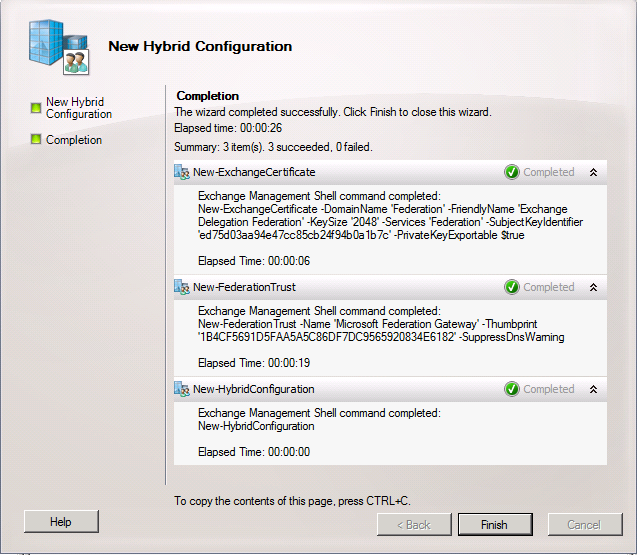 New Hybrid Configuration
New Hybrid
Configuration
Completion
Completion
The wizard completed successfully. Click Finish to close this wizard.
Elapsed time: 00:00:26
Summary: 3 item(s). 3 succeeded, 0 failed.
New-ExchangeCertificate Completed
Exchange Management Shell command completed:
New-ExchangeCertificate -DomainName 'Federation' -FriendlyName 'Exchange
Delegation Federation' -KeySize '2048' -Services 'Federation' -SubjectKeyIdentifier
'ed75d03aa94e47cc85cb24f94b0a1b7c' -PrivateKeyExportable $true
Elapsed Time: 00:00:06
New-FederationTrust Completed
Exchange Management Shell command completed:
New-FederationTrust -Name 'Microsoft Federation Gateway' -Thumbprint
'1B4CF5691D5FAA5A5C86DF7DC9565920834E6182' -SuppressDnsWarning
Elapsed Time: 00:00:19
New-HybridConfiguration Completed
Exchange Management Shell command completed:
New-HybridConfiguration
Elapsed Time: 00:00:00
To copy the contents of this page, press CTRL+C.
Help
< Back
Finish
Cancel